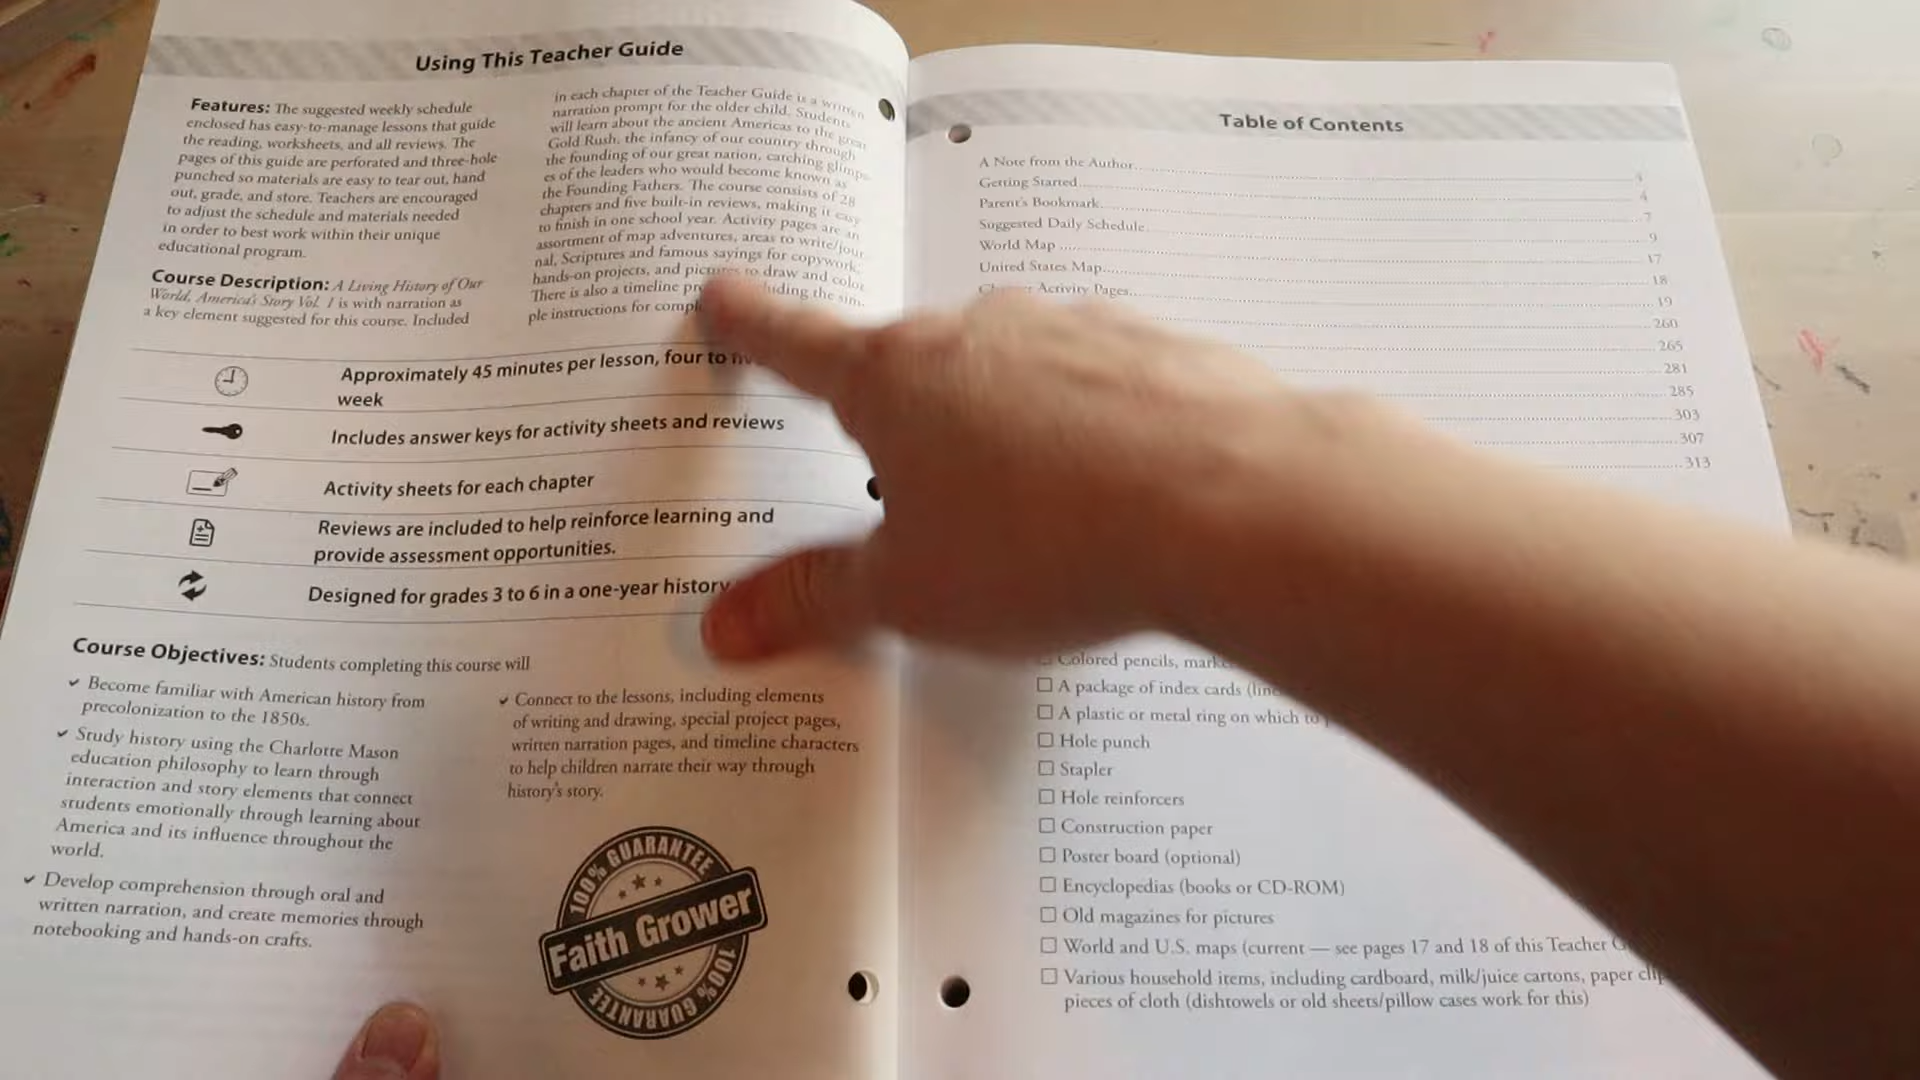 Using This Teacher Guide
Features: The suggested weekly schedule
enclosed has easy-to-manage lessons that guide
the reading, worksheets, and all reviews. The
pages of this guide are perforated and three-hole
punched so materials are easy to tear out, hand
out, grade, and store. Teachers are encouraged
to adjust the schedule and materials needed
in order to best work within their unique
educational program.
Course Description: A Living History of Our
World, America's Story Vol. 1 is with narration as
a key element suggested for this course. Included
in each chapter of the Teacher Guide is a written
narration prompt for the older child. Students
will learn about the ancient Americas to the great
Gold Rush, the infancy of our country through
the founding of our great nation, catching glimps-
es of the leaders who would become known as
the Founding Fathers. The course consists of 28
chapters and five built-in reviews, making it easy
to finish in one school year. Activity pages are an
assortment of map adventures, areas to write/jour-
nal, Scriptures and famous sayings for copywork,
hands-on projects, and pictures to draw and color.
There is also a timeline including the sim-
ple instructions for
Approximately 45 minutes per lesson, four to
week
Includes answer keys for activity sheets and reviews
Activity sheets for each chapter
Reviews are included to help reinforce learning and
provide assessment opportunities.
Designed for grades 3 to 6 in a one-year history
Course Objectives: Students completing this course will
✓ Become familiar with American history from
precolonization to the 1850s.
✓ Study history using the Charlotte Mason
education philosophy to learn through
interaction and story elements that connect
students emotionally through learning about
America and its influence throughout the
world.
✓ Develop comprehension through oral and
written narration, and create memories through
notebooking and hands-on crafts.
✓ Connect to the lessons, including elements
of writing and drawing, special project pages,
written narration pages, and timeline characters
to help children narrate their way through
history's story.
100% GUARANTEE
Faith Grower
100% GUARANTEE
Table of Contents
A Note from the Author
Getting Started 4
Parent's Bookmark 7
Suggested Daily Schedule 9
World Map 17
United States Map 18
Activity Pages 19
260
265
281
285
303
307
313
Colored pencils,
A package of index cards
A plastic or metal ring on which to
Hole punch
Stapler
Hole reinforcers
Construction paper
Poster board (optional)
Encyclopedias (books or CD-ROM)
Old magazines for pictures
World and U.S. maps (current — see pages 17 and 18 of this Teacher
Various household items, including cardboard, milk/juice cartons, paper
pieces of cloth (dishtowels or old sheets/pillow cases work for this)